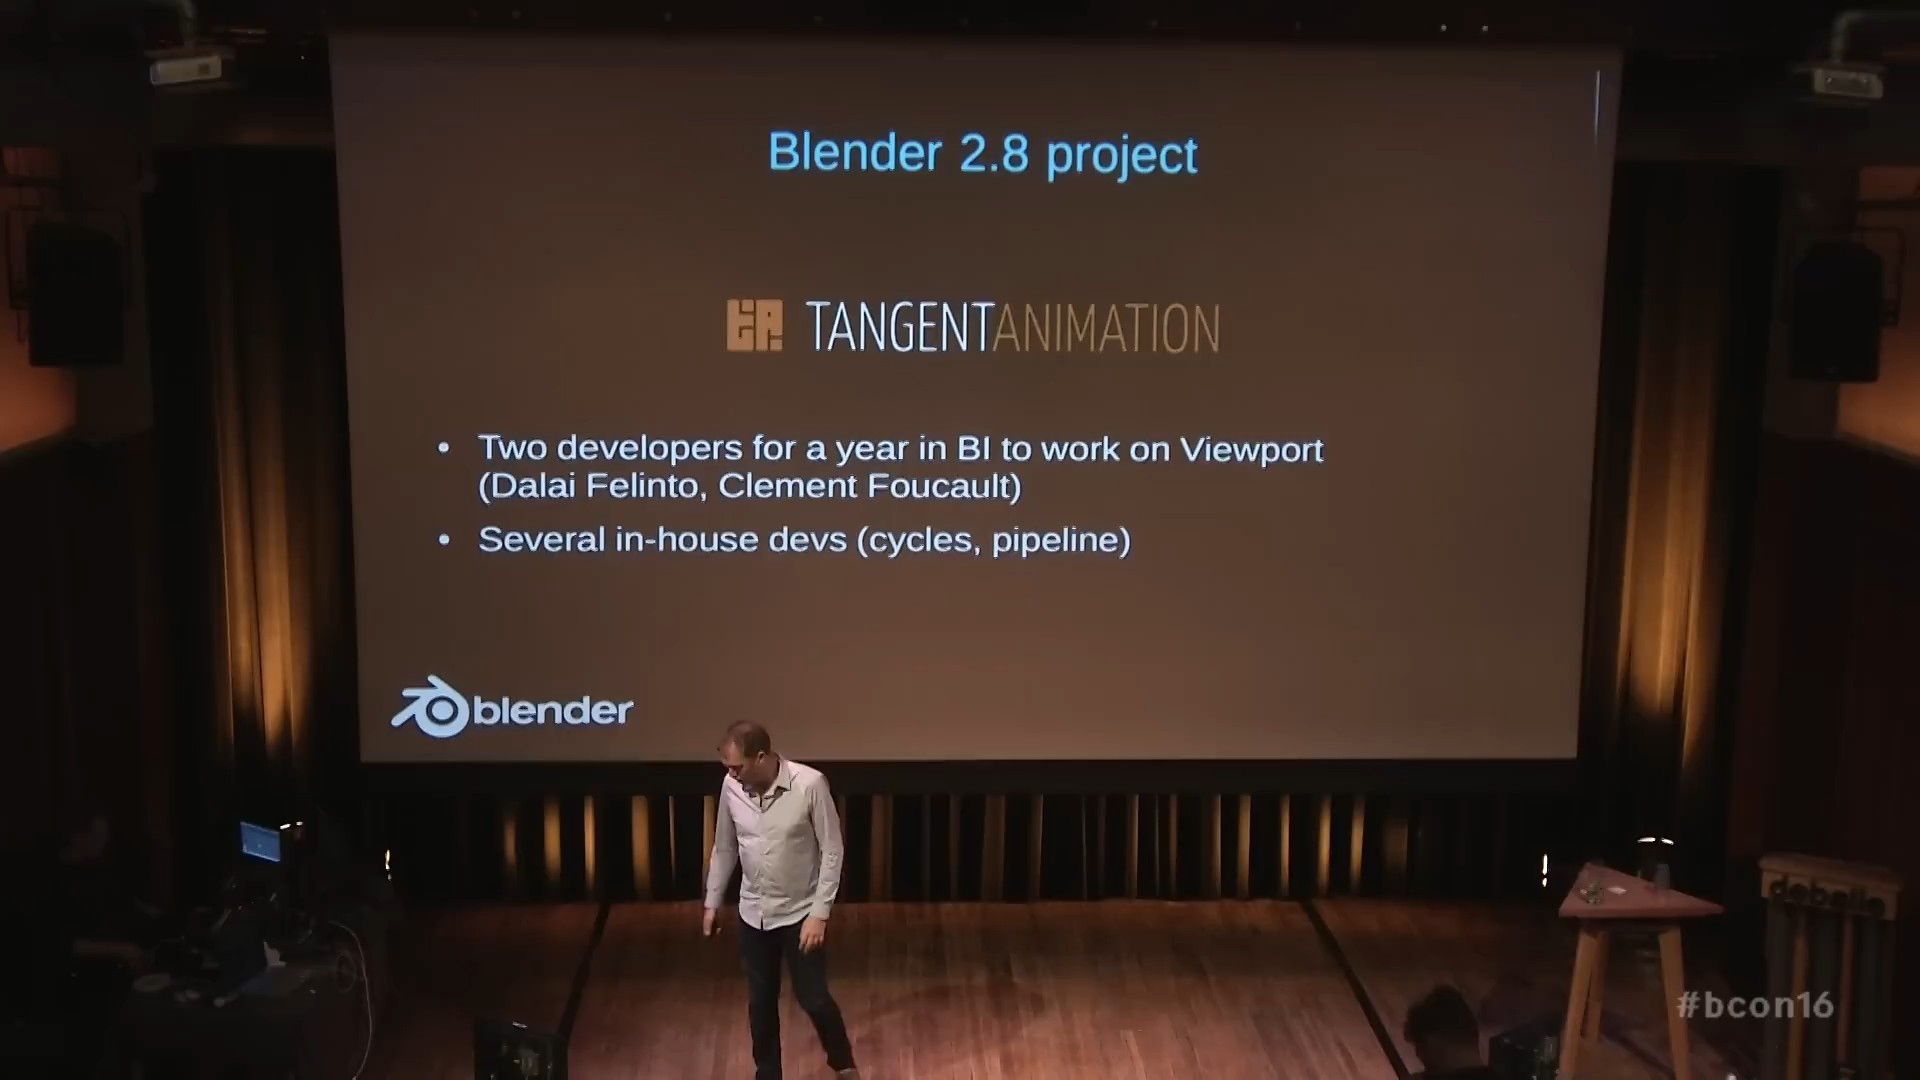 Blender 2.8 project
TANGENTANIMATION
• Two developers for a year in BI to work on Viewport
(Dalai Felinto, Clement Foucault)
• Several in-house devs (cycles, pipeline)
blender
#bcon16